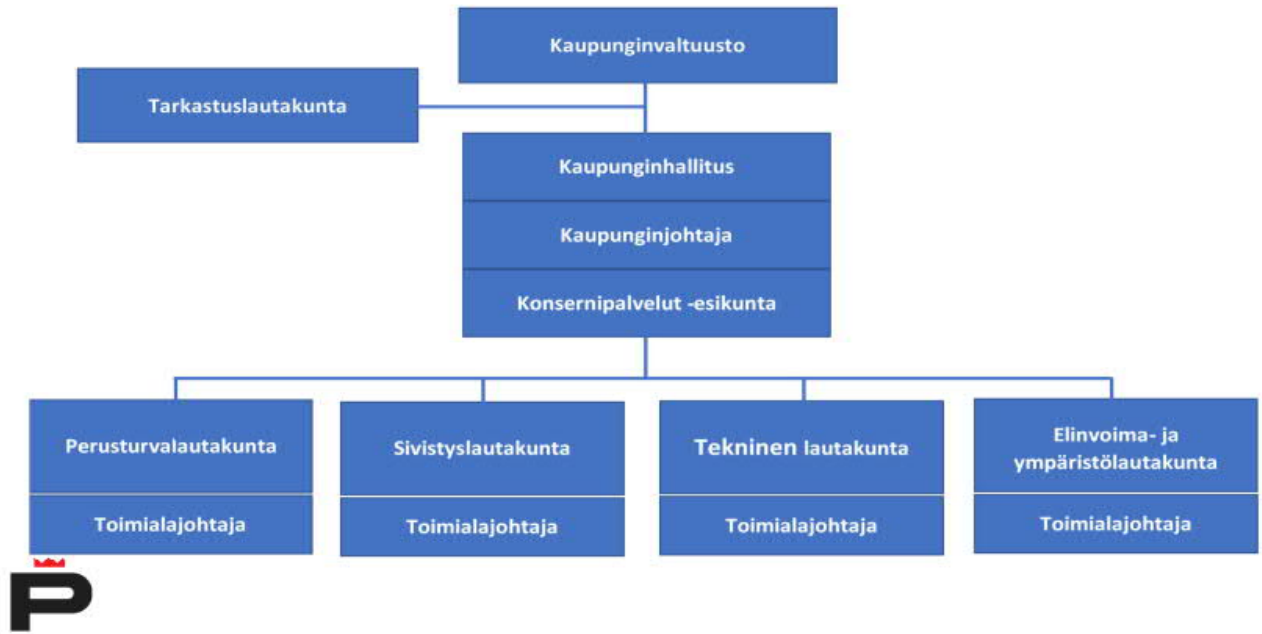 Kaupunginvaltuusto
Tarkastuslautakunta
Kaupunginhallitus
Kaupunginjohtaja
Konsernipalvelut -esikunta
Perusturvalautakunta
Toimialajohtaja
Sivistyslautakunta
Toimialajohtaja
Tekninen lautakunta
Toimialajohtaja
Elinvoima- ja
ympäristölautakunta
Toimialajohtaja
P